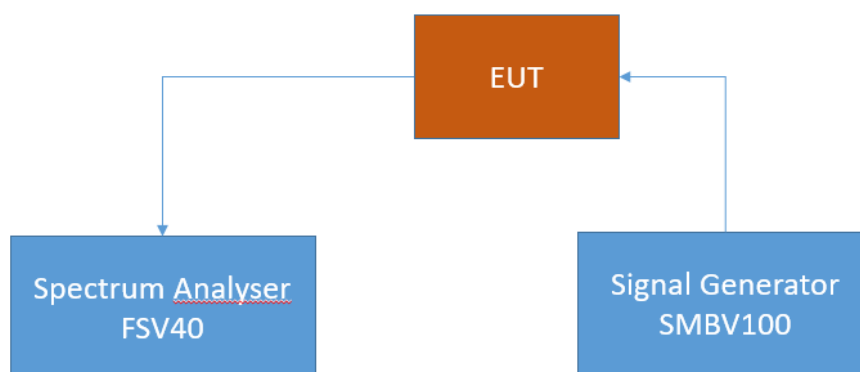 EUT
Spectrum Analyser
FSV40
Signal Generator
SMBV100